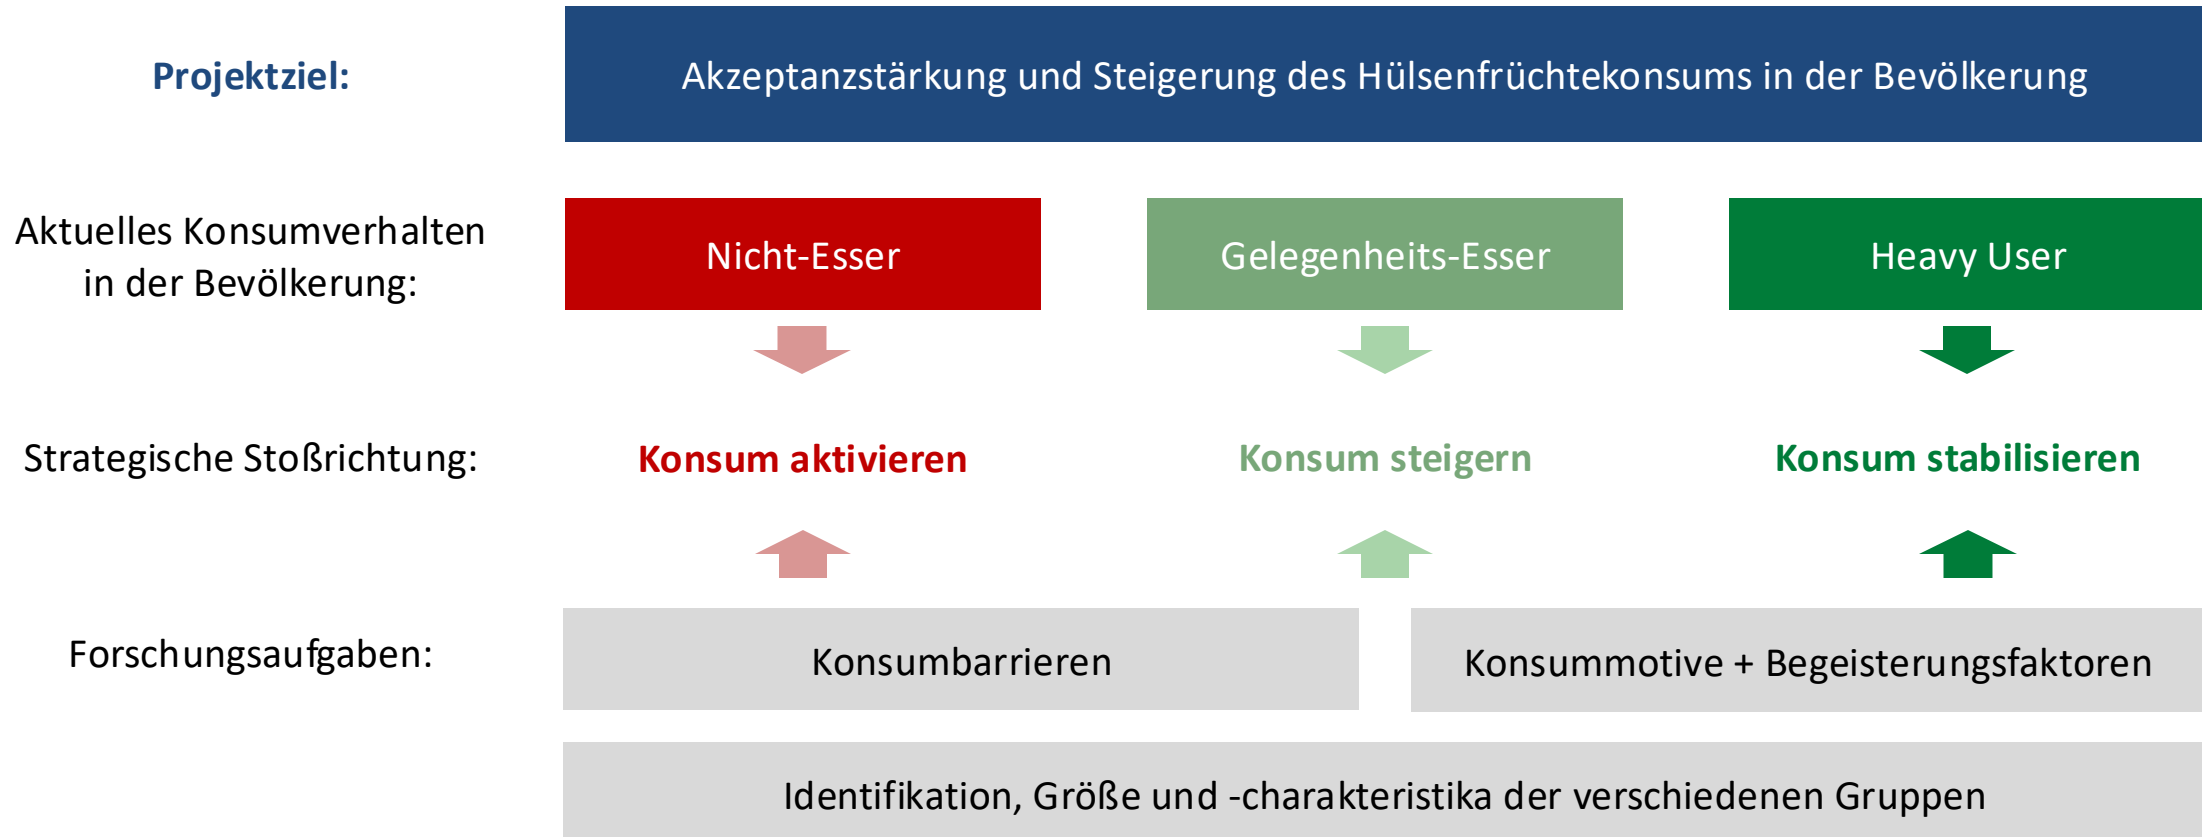 Projektziel:
Akzeptanzstärkung und Steigerung des Hülsenfrüchtekonsums in der Bevölkerung
Aktuelles Konsumverhalten
in der Bevölkerung:
Nicht-Esser
Gelegenheits-Esser
Heavy User
Strategische Stoßrichtung:
Konsum aktivieren
Konsum steigern
Konsum stabilisieren
Forschungsaufgaben:
Konsumbarrieren
Konsummotive + Begeisterungsfaktoren
Identifikation, Größe und -charakteristika der verschiedenen Gruppen